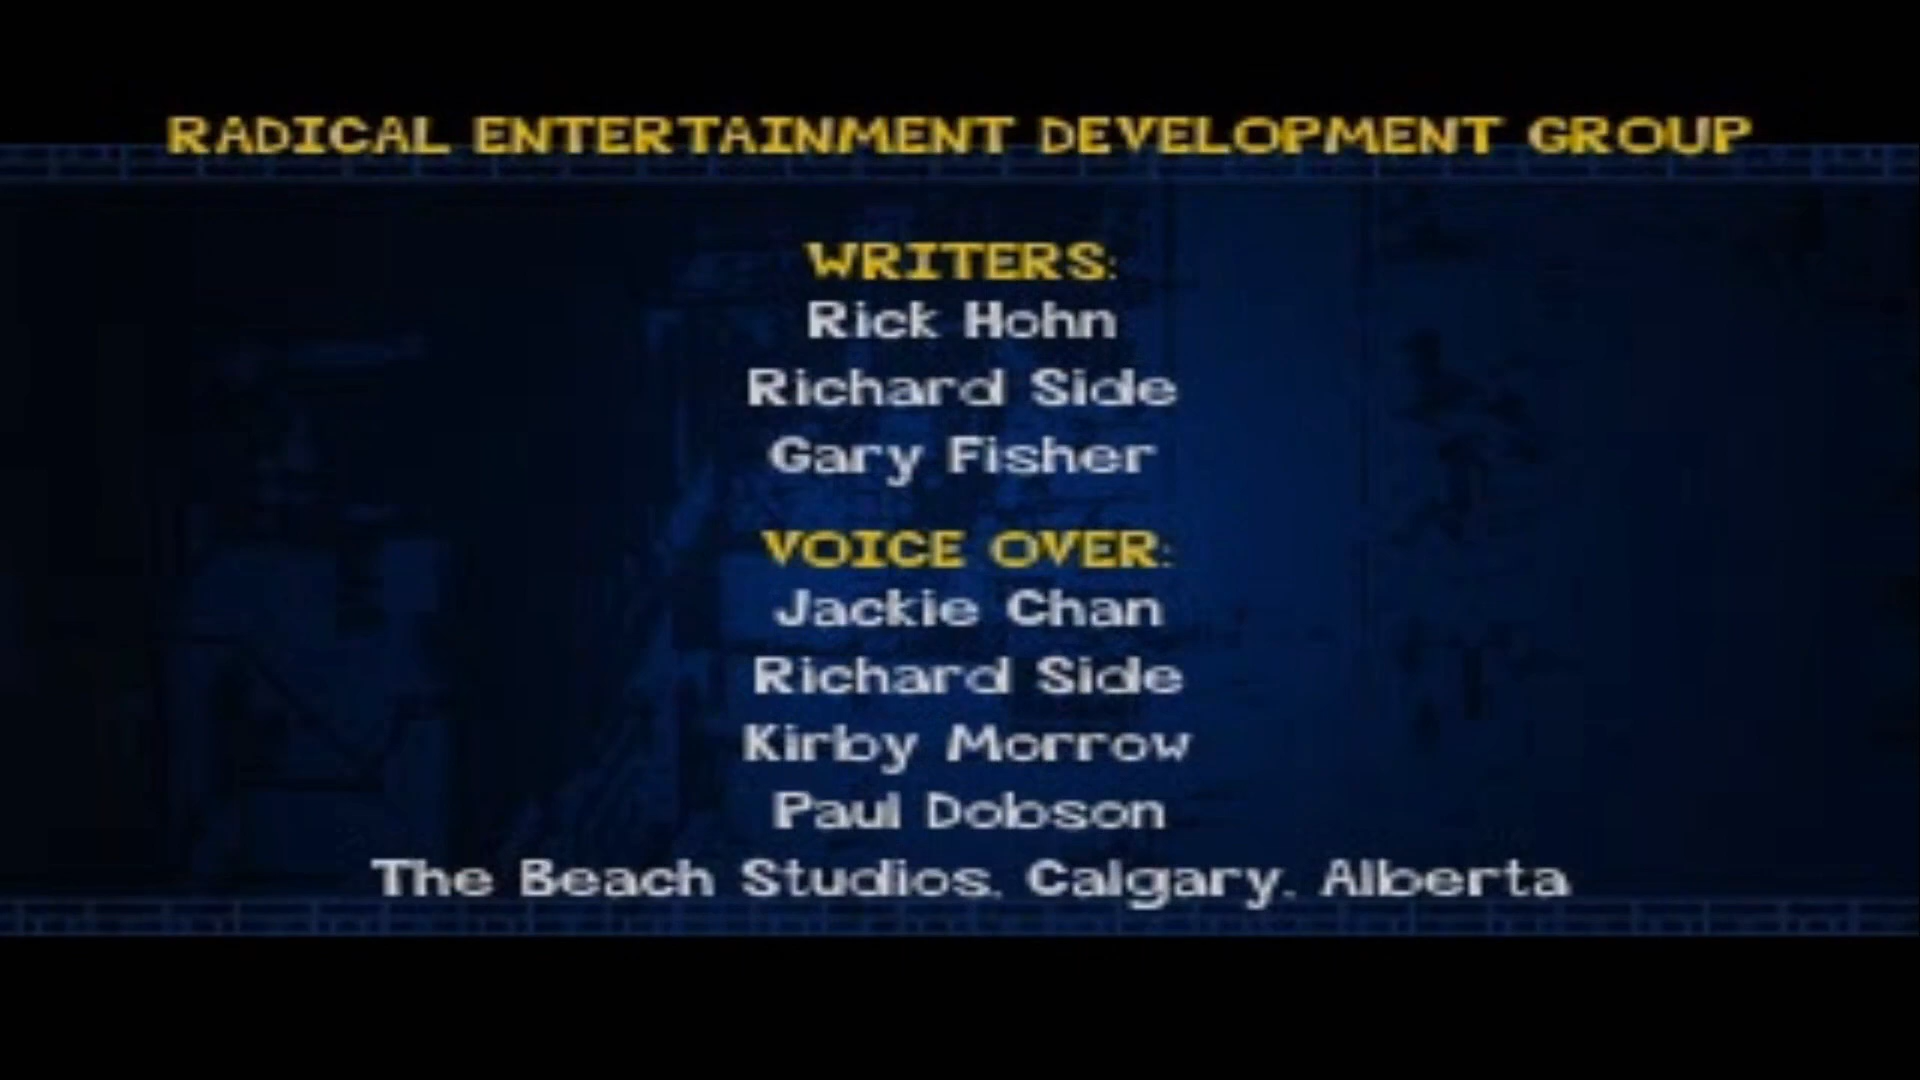 RADICAL ENTERTAINMENT DEVELOPMENT GROUP
WRITERS:
Rick Hohn
Richard Side
Gary Fisher
VOICE OVER:
Jackie Chan
Richard Side
Kirby Morrow
Paul Dobson
The Beach Studios, Calgary, Alberta